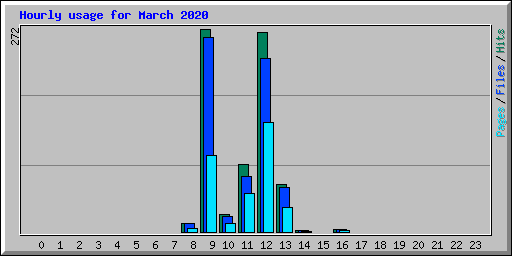 Hourly usage for March 2020
272
Pages/Files/Hits
0 1 2 3 4 5 6 7 8 9 10 11 12 13 14 15 16 17 18 19 20 21 22 23